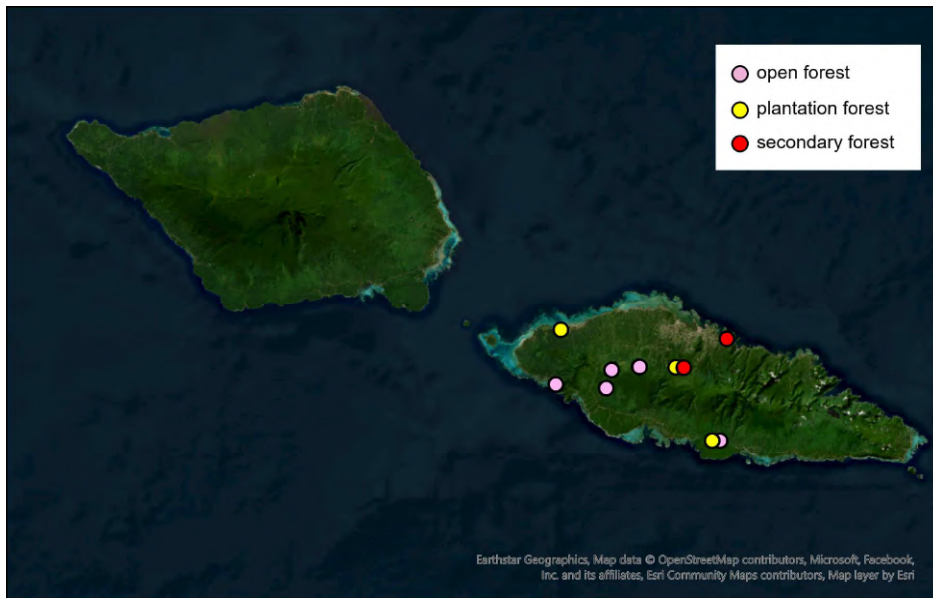 open forest
plantation forest
secondary forest
Earthstar Geographics, Map data © OpenStreetMap contributors, Microsoft, Facebook,
Inc. and its affiliates, Esri Community Maps contributors, Map layer by Esri